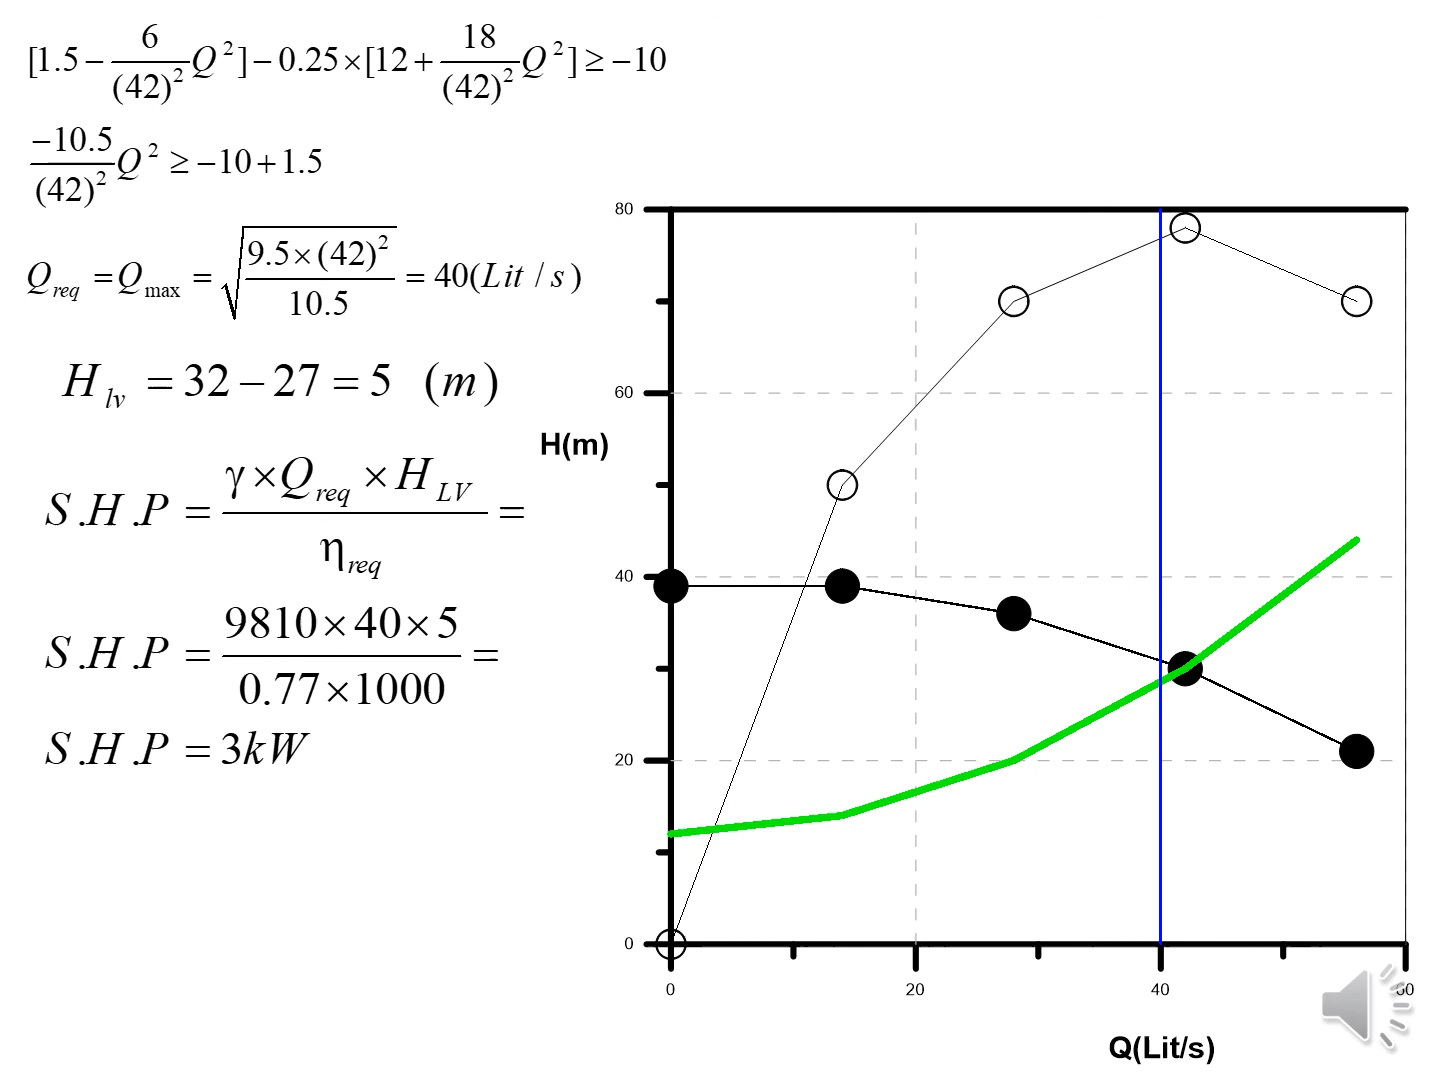 [1.5 − 6/(42)² Q²] − 0.25×[12 + 18/(42)² Q²] ≥ −10
−10.5/(42)² Q² ≥ −10 + 1.5
Q_req = Q_max = √(9.5×(42)²/10.5) = 40(Lit / s)
H_lv = 32 − 27 = 5 (m)
S.H.P = γ×Q_req×H_LV / η_req =
S.H.P = 9810×40×5 / 0.77×1000 =
S.H.P = 3kW
80
60
H(m)
40
20
0
0 20 40 60
Q(Lit/s)